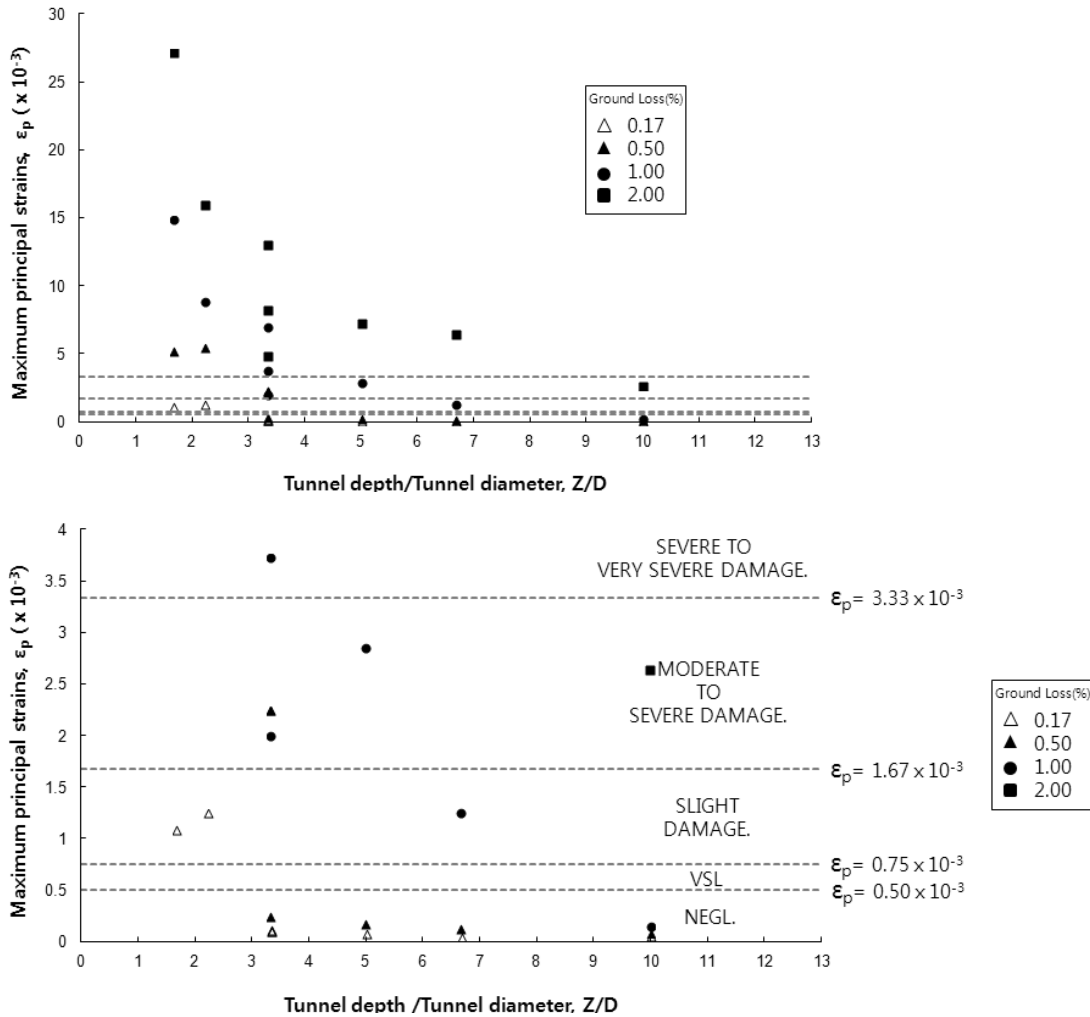 Maximum principal strains, εp ( x 10-3)
30
25
20
15
10
5
0
0 1 2 3 4 5 6 7 8 9 10 11 12 13
Tunnel depth/Tunnel diameter, Z/D
Ground Loss(%)
0.17
0.50
1.00
2.00
Maximum principal strains, εp ( x 10-3)
4
3.5
3
2.5
2
1.5
1
0.5
0
0 1 2 3 4 5 6 7 8 9 10 11 12 13
Tunnel depth /Tunnel diameter, Z/D
SEVERE TO
VERY SEVERE DAMAGE.
εp= 3.33 x 10-3
MODERATE
TO
SEVERE DAMAGE.
εp= 1.67 x 10-3
SLIGHT
DAMAGE.
εp= 0.75 x 10-3
VSL
εp= 0.50 x 10-3
NEGL.
Ground Loss(%)
0.17
0.50
1.00
2.00